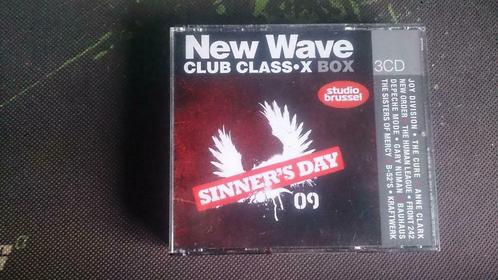 New Wave
CLUB CLASS•X BOX
3CD
studio
brussel
SINNER'S DAY
09
JOY DIVISION • THE CURE ANNE CLARK
NEW ORDER THE HUMAN LEAGUE • FRONT 242
DEPECHE MODE • GARY NUMAN BAUHAUS
THE SISTERS OF MERCY B-52'S • KRAFTWERK